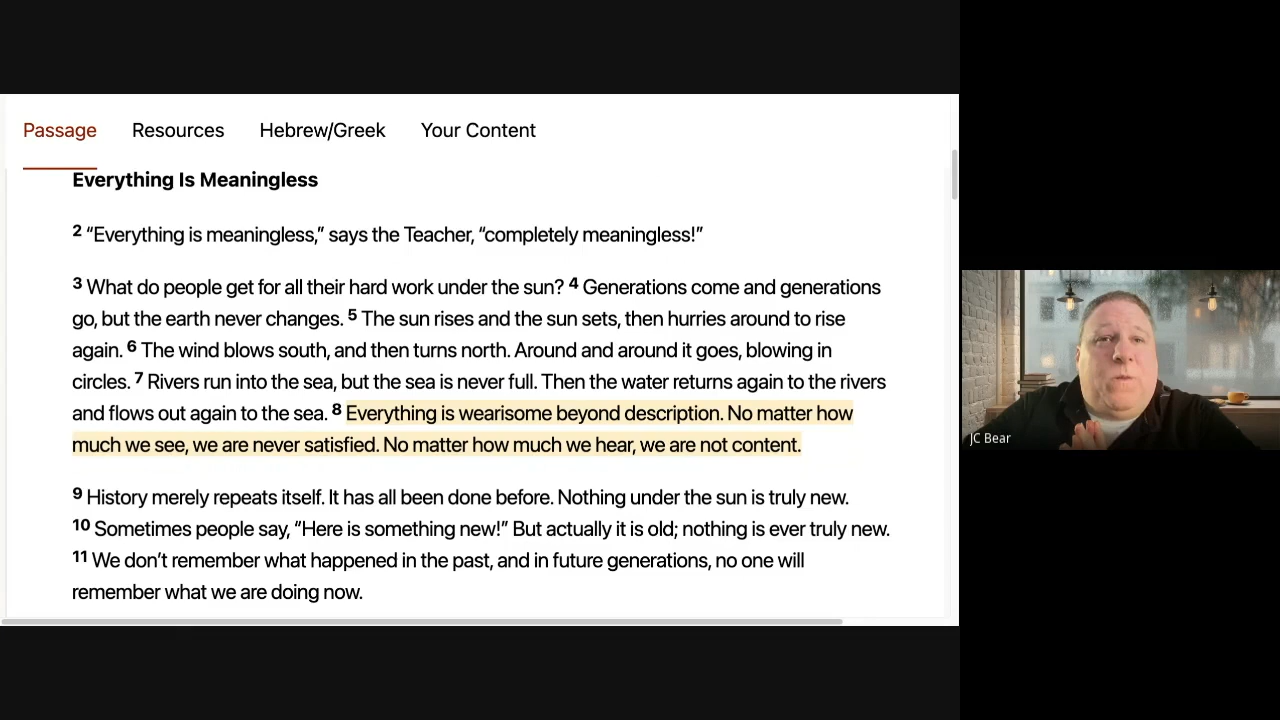 Passage Resources Hebrew/Greek Your Content
Everything Is Meaningless
2 “Everything is meaningless,” says the Teacher, “completely meaningless!”
3 What do people get for all their hard work under the sun? 4 Generations come and generations
go, but the earth never changes. 5 The sun rises and the sun sets, then hurries around to rise
again. 6 The wind blows south, and then turns north. Around and around it goes, blowing in
circles. 7 Rivers run into the sea, but the sea is never full. Then the water returns again to the rivers
and flows out again to the sea. 8 Everything is wearisome beyond description. No matter how
much we see, we are never satisfied. No matter how much we hear, we are not content.
9 History merely repeats itself. It has all been done before. Nothing under the sun is truly new.
10 Sometimes people say, “Here is something new!” But actually it is old; nothing is ever truly new.
11 We don’t remember what happened in the past, and in future generations, no one will
remember what we are doing now.
JC Bear